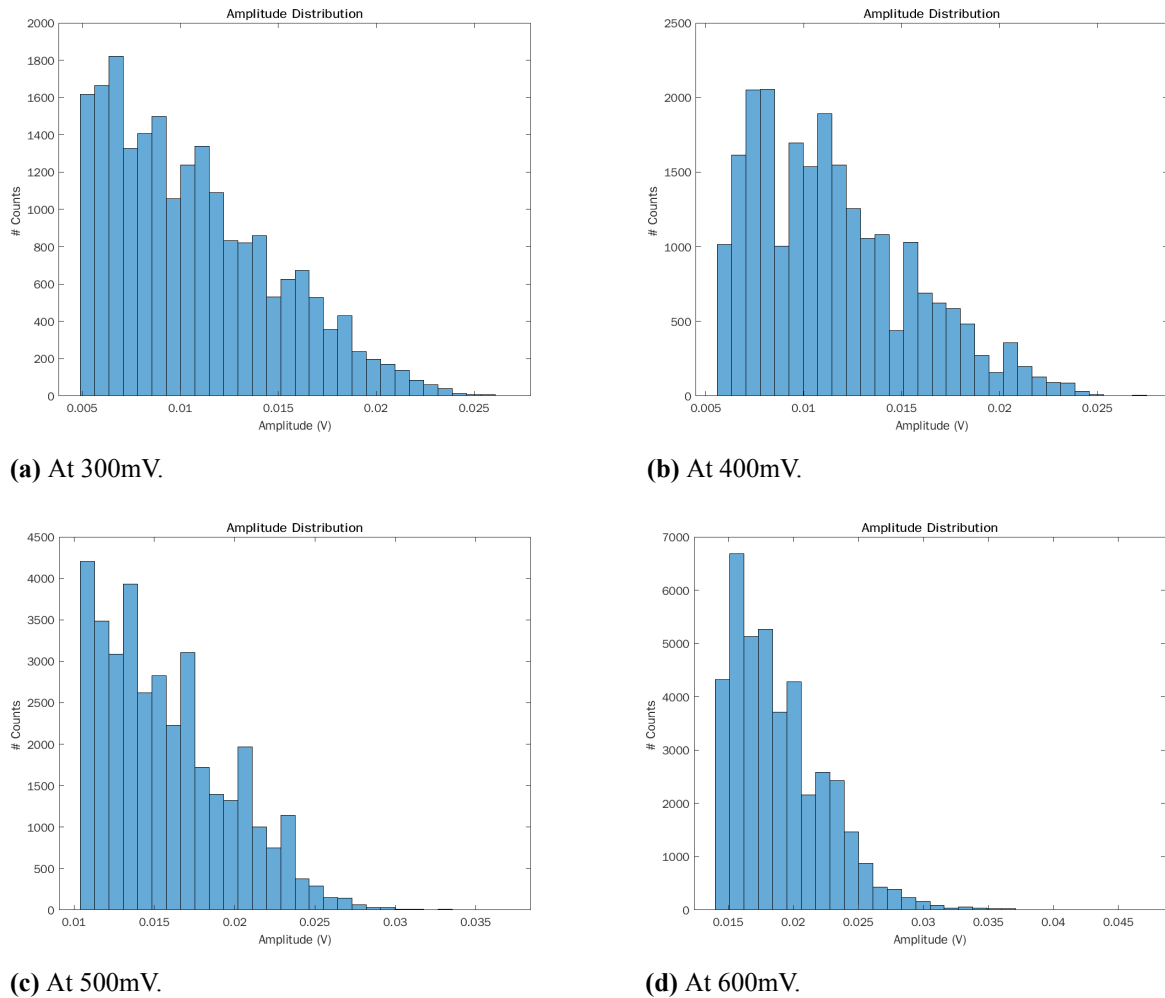 Amplitude Distribution
2000
1800
1600
1400
1200
1000
800
600
400
200
0
# Counts
0.005 0.01 0.015 0.02 0.025
Amplitude (V)
(a) At 300mV.
Amplitude Distribution
2500
2000
1500
1000
500
0
# Counts
0.005 0.01 0.015 0.02 0.025
Amplitude (V)
(b) At 400mV.
Amplitude Distribution
4500
4000
3500
3000
2500
2000
1500
1000
500
0
# Counts
0.01 0.015 0.02 0.025 0.03 0.035
Amplitude (V)
(c) At 500mV.
Amplitude Distribution
7000
6000
5000
4000
3000
2000
1000
0
# Counts
0.015 0.02 0.025 0.03 0.035 0.04 0.045
Amplitude (V)
(d) At 600mV.